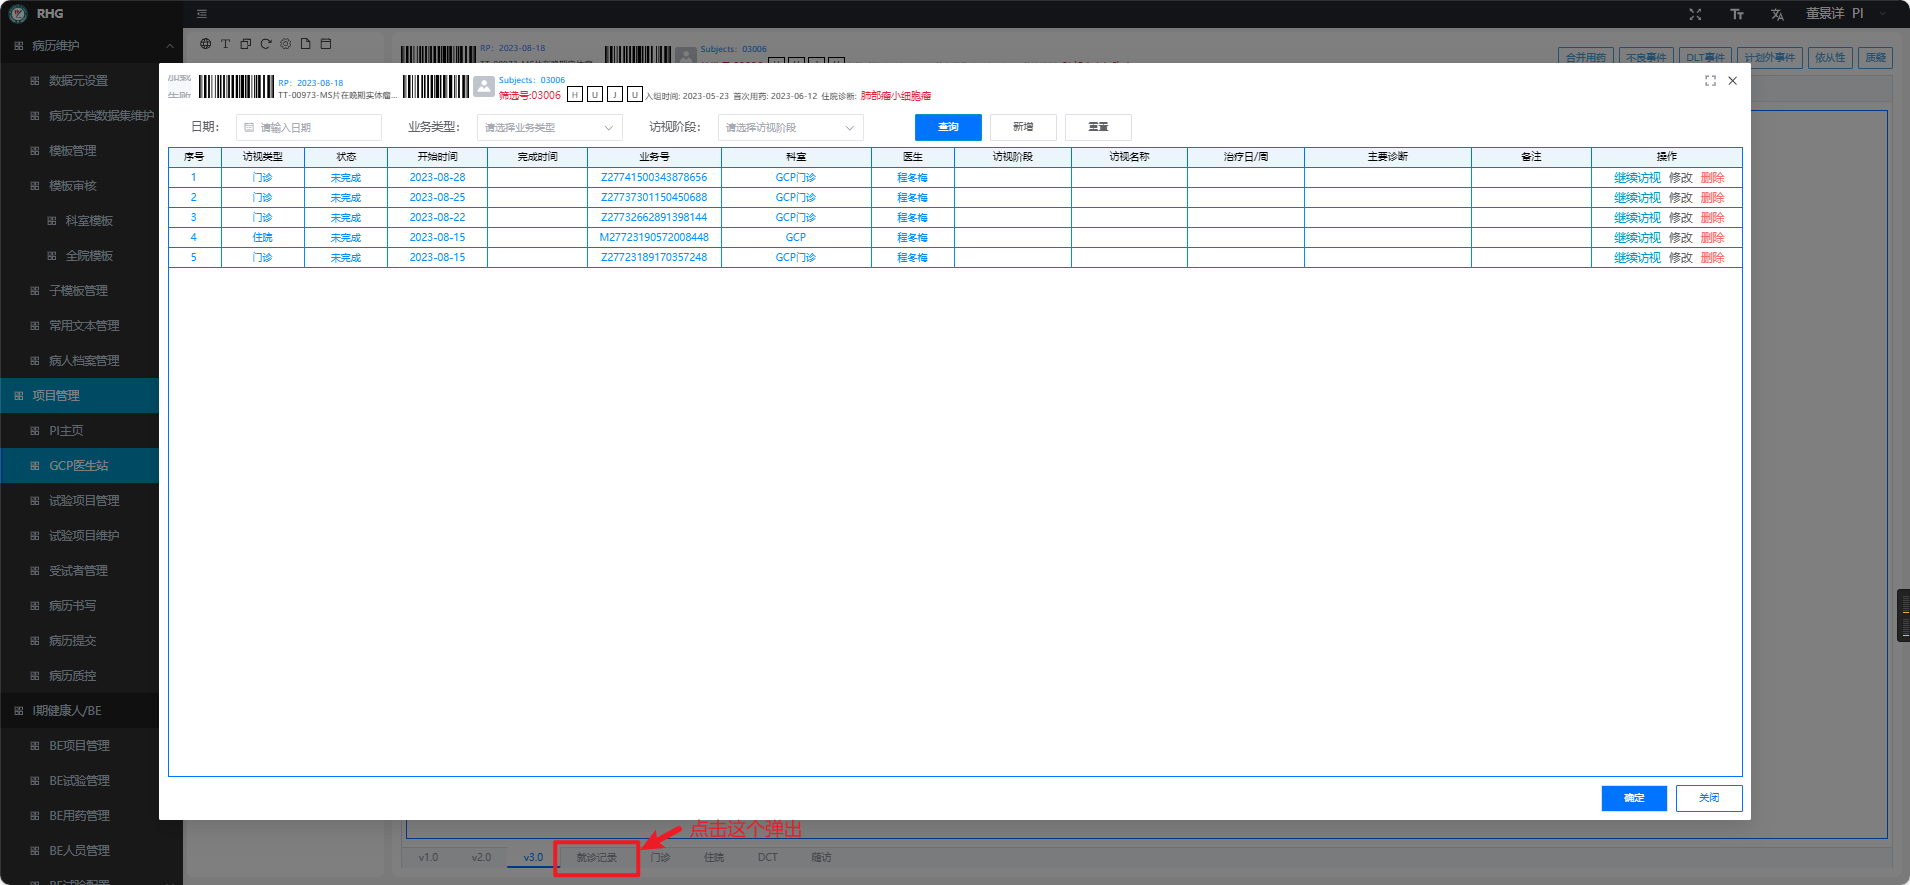 RHG
董景详 PI
病历维护
数据元设置
病历文档数据集维护
模板管理
模板审核
科室模板
全院模板
子模板管理
常用文本管理
病人档案管理
项目管理
PI主页
GCP医生站
试验项目管理
试验项目维护
受试者管理
病历书写
病历提交
病历质控
I期健康人/BE
BE项目管理
BE试验管理
BE用药管理
BE人员管理
BE试验配置
RP：2023-08-18
Subjects：03006
合并用药 不良事件 DLT事件 计划外事件 依从性 质疑
RP：2023-08-18
TT-00973-MS片在晚期实体瘤...
Subjects：03006
筛选号:03006 H U J U 入组时间: 2023-05-23 首次用药: 2023-06-12 住院诊断: 肺部瘤小细胞瘤
日期： 请输入日期 业务类型： 请选择业务类型 访视阶段： 请选择访视阶段 查询 新增 重置
序号 访视类型 状态 开始时间 完成时间 业务号 科室 医生 访视阶段 访视名称 治疗日/周 主要诊断 备注 操作
1 门诊 未完成 2023-08-28 Z27741500343878656 GCP门诊 程冬梅 继续访视 修改 删除
2 门诊 未完成 2023-08-25 Z27737301150450688 GCP门诊 程冬梅 继续访视 修改 删除
3 门诊 未完成 2023-08-22 Z27732662891398144 GCP门诊 程冬梅 继续访视 修改 删除
4 住院 未完成 2023-08-15 M27723190572008448 GCP 程冬梅 继续访视 修改 删除
5 门诊 未完成 2023-08-15 Z27723189170357248 GCP门诊 程冬梅 继续访视 修改 删除
确定 关闭
点击这个弹出
v1.0 v2.0 v3.0 就诊记录 门诊 住院 DCT 随访